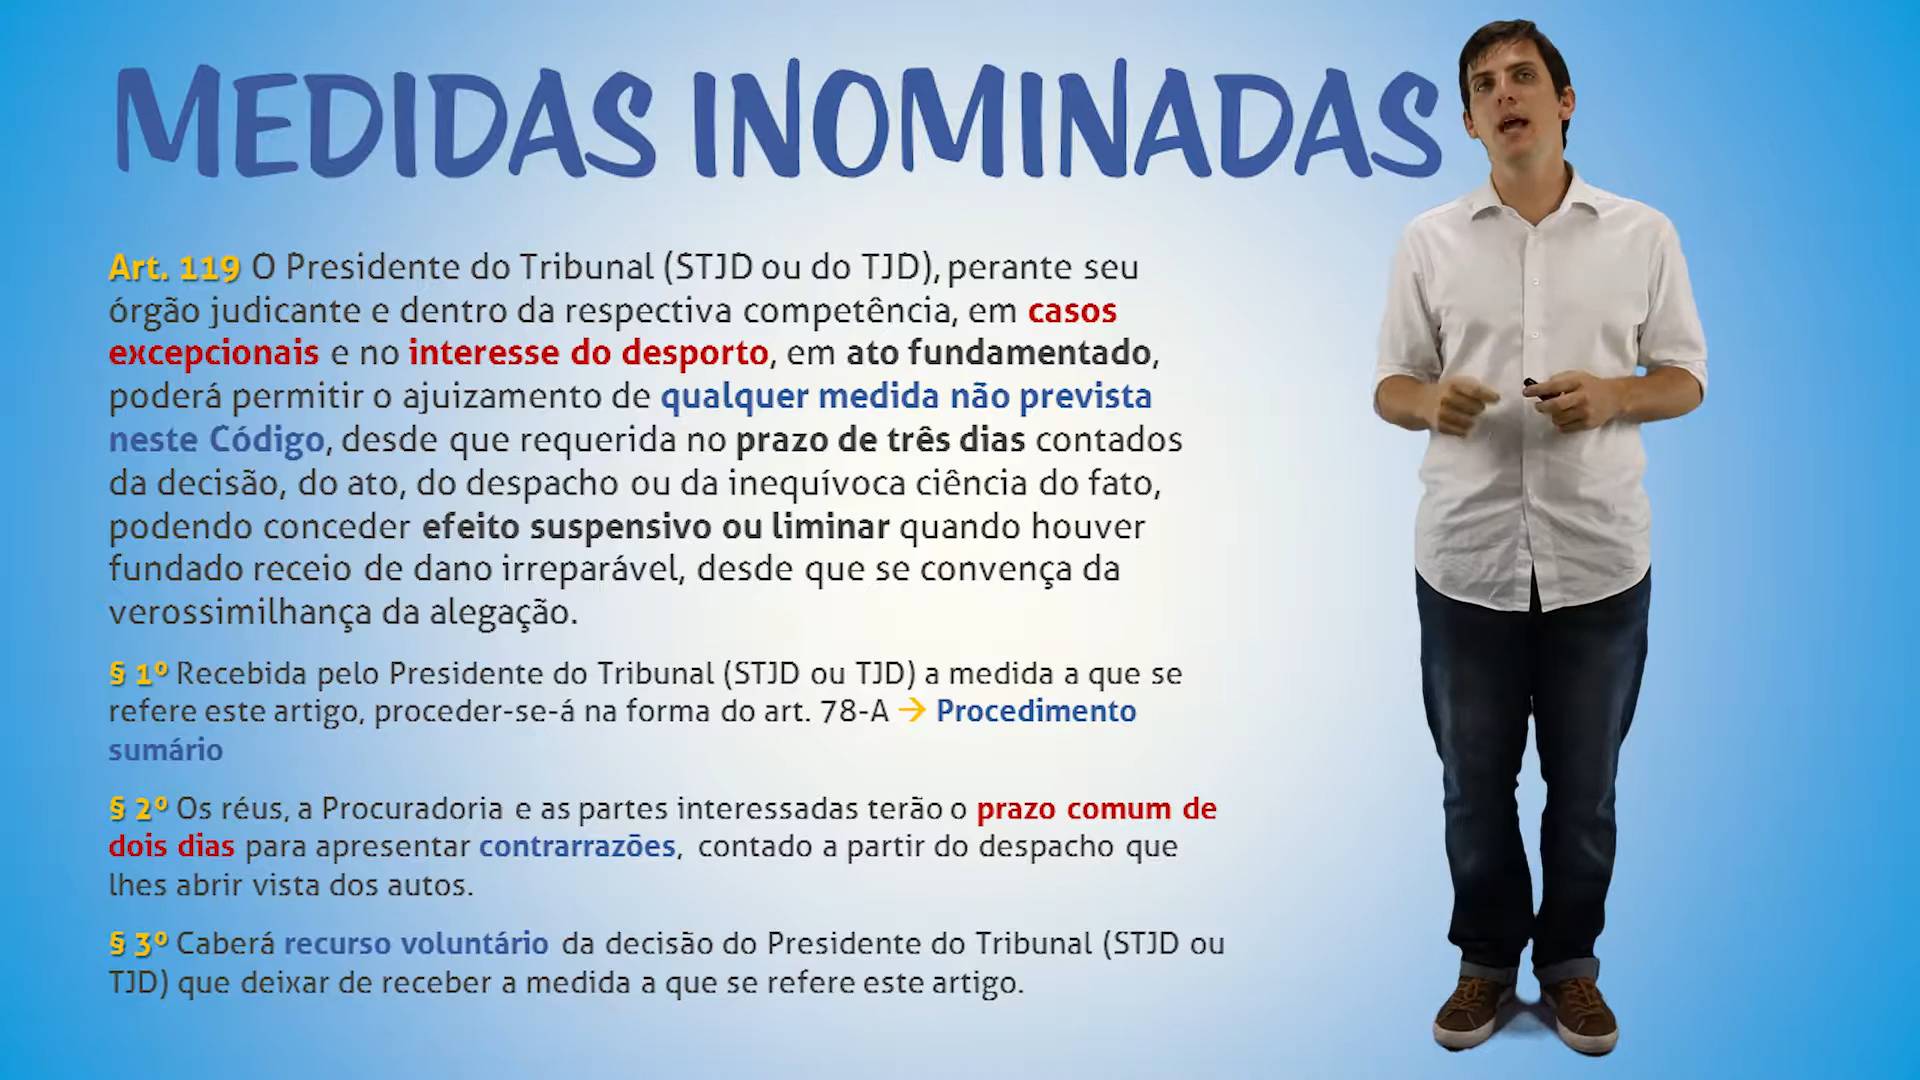 MEDIDAS INOMINADAS
Art. 119 O Presidente do Tribunal (STJD ou do TJD), perante seu
órgão judicante e dentro da respectiva competência, em casos
excepcionais e no interesse do desporto, em ato fundamentado,
poderá permitir o ajuizamento de qualquer medida não prevista
neste Código, desde que requerida no prazo de três dias contados
da decisão, do ato, do despacho ou da inequívoca ciência do fato,
podendo conceder efeito suspensivo ou liminar quando houver
fundado receio de dano irreparável, desde que se convença da
verossimilhança da alegação.
§ 1º Recebida pelo Presidente do Tribunal (STJD ou TJD) a medida a que se
refere este artigo, proceder-se-á na forma do art. 78-A → Procedimento
sumário
§ 2º Os réus, a Procuradoria e as partes interessadas terão o prazo comum de
dois dias para apresentar contrarrazões, contado a partir do despacho que
lhes abrir vista dos autos.
§ 3º Caberá recurso voluntário da decisão do Presidente do Tribunal (STJD ou
TJD) que deixar de receber a medida a que se refere este artigo.